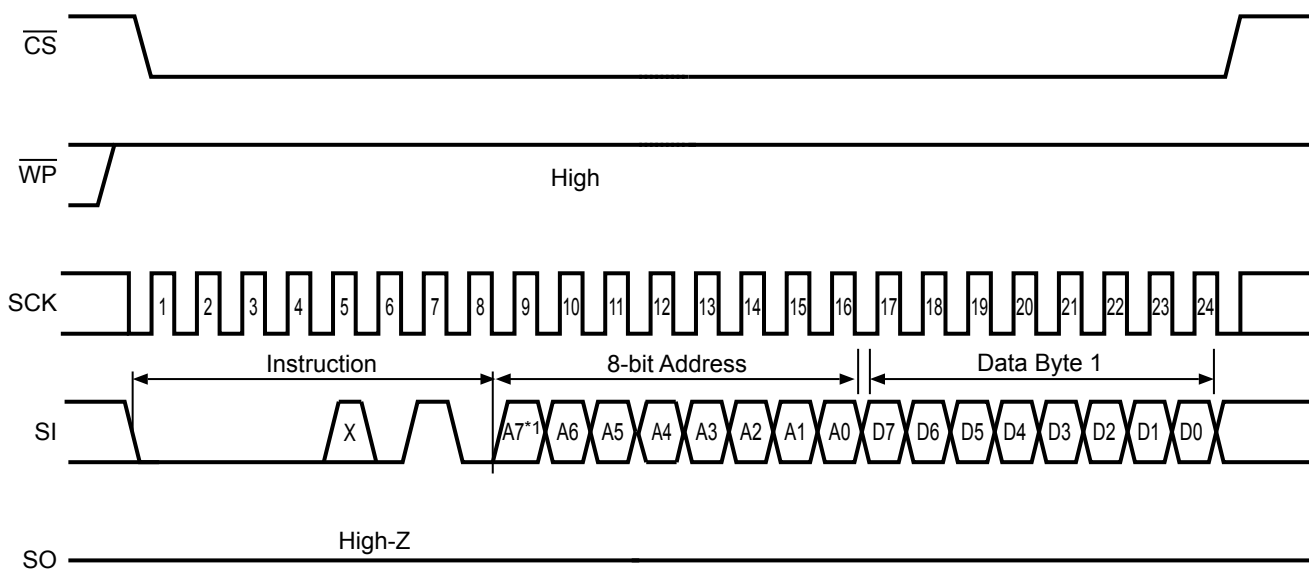 C̅S̅
W̅P̅
High
SCK
1 2 3 4 5 6 7 8 9 10 11 12 13 14 15 16 17 18 19 20 21 22 23 24
Instruction 8-bit Address Data Byte 1
SI
X A7*1 A6 A5 A4 A3 A2 A1 A0 D7 D6 D5 D4 D3 D2 D1 D0
High-Z
SO